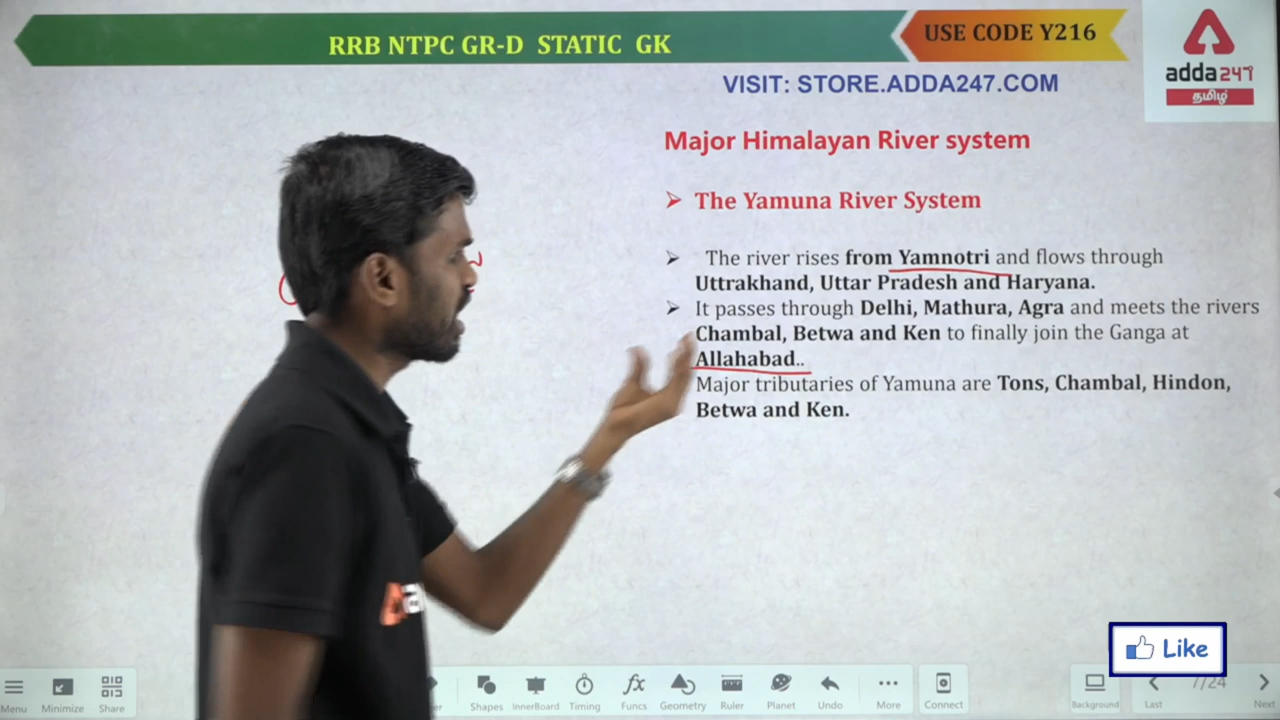 RRB NTPC GR-D STATIC GK
USE CODE Y216
adda247
தமிழ்
VISIT: STORE.ADDA247.COM
Major Himalayan River system
➢ The Yamuna River System
➢ The river rises from Yamnotri and flows through
Uttrakhand, Uttar Pradesh and Haryana.
➢ It passes through Delhi, Mathura, Agra and meets the rivers
Chambal, Betwa and Ken to finally join the Ganga at
Allahabad..
Major tributaries of Yamuna are Tons, Chambal, Hindon,
Betwa and Ken.
Like
Menu Minimize Share Shapes InnerBoard Timing Funcs Geometry Ruler Planet Undo More Connect Background Last 7/24 Next